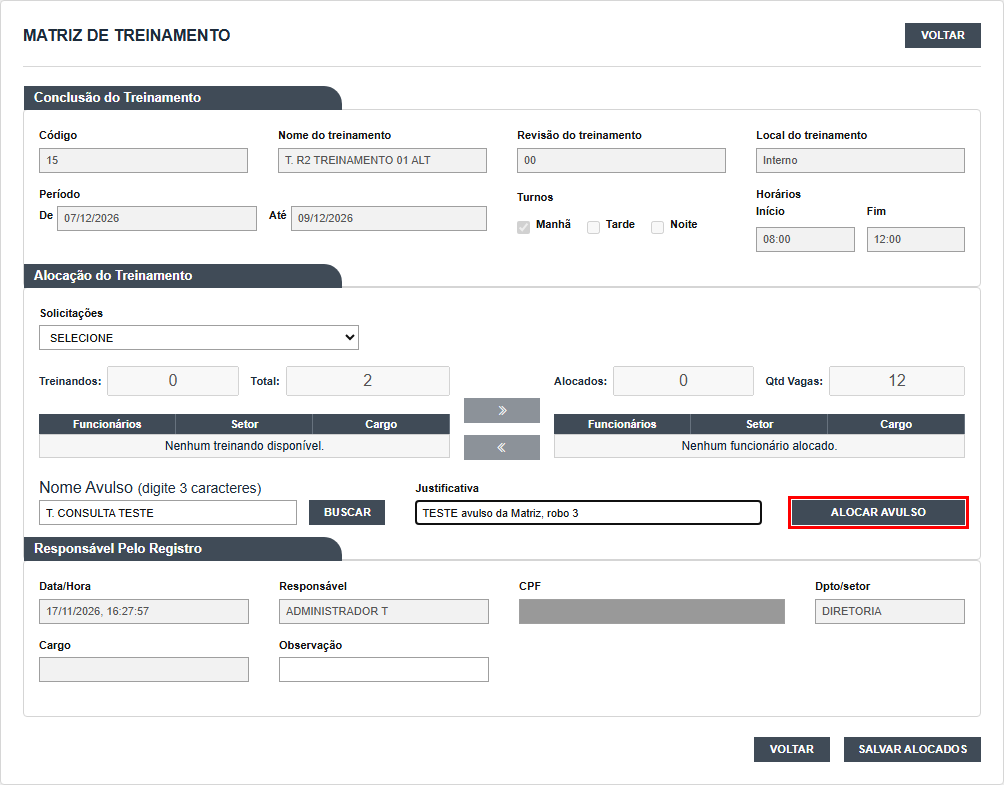 MATRIZ DE TREINAMENTO
VOLTAR
Conclusão do Treinamento
Código
Nome do treinamento
Revisão do treinamento
Local do treinamento
15
T. R2 TREINAMENTO 01 ALT
00
Interno
Período
Turnos
Horários
De
07/12/2026
Até
09/12/2026
Manhã
Tarde
Noite
Início
Fim
08:00
12:00
Alocação do Treinamento
Solicitações
SELECIONE
Treinandos:
0
Total:
2
Alocados:
0
Qtd Vagas:
12
»
Funcionários Setor Cargo
Funcionários Setor Cargo
Nenhum treinando disponível.
Nenhum funcionário alocado.
«
Nome Avulso (digite 3 caracteres)
Justificativa
T. CONSULTA TESTE
BUSCAR
TESTE avulso da Matriz, robo 3
ALOCAR AVULSO
Responsável Pelo Registro
Data/Hora
Responsável
CPF
Dpto/setor
17/11/2026, 16:27:57
ADMINISTRADOR T
DIRETORIA
Cargo
Observação
VOLTAR
SALVAR ALOCADOS